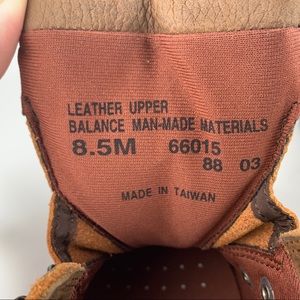 LEATHER UPPER
BALANCE MAN-MADE MATERIALS
8.5M 66015
88 03
MADE IN TAIWAN